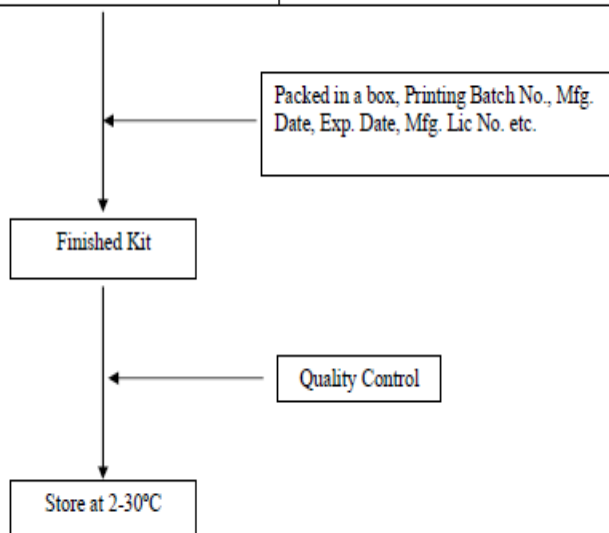 Packed in a box, Printing Batch No., Mfg.
Date, Exp. Date, Mfg. Lic No. etc.
Finished Kit
Quality Control
Store at 2-30ºC